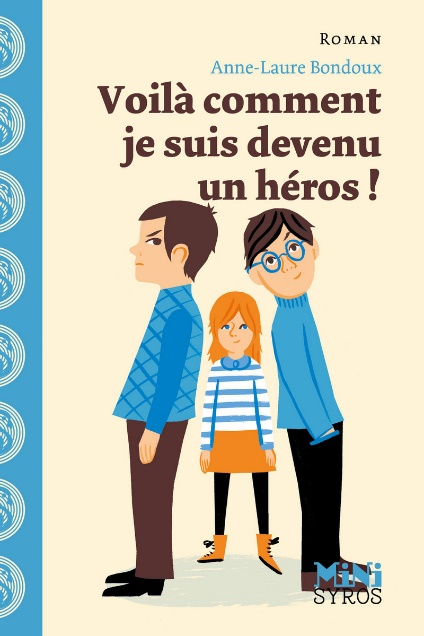 Roman
Anne-Laure Bondoux
Voilà comment
je suis devenu
un héros !
MiNi
SYROS